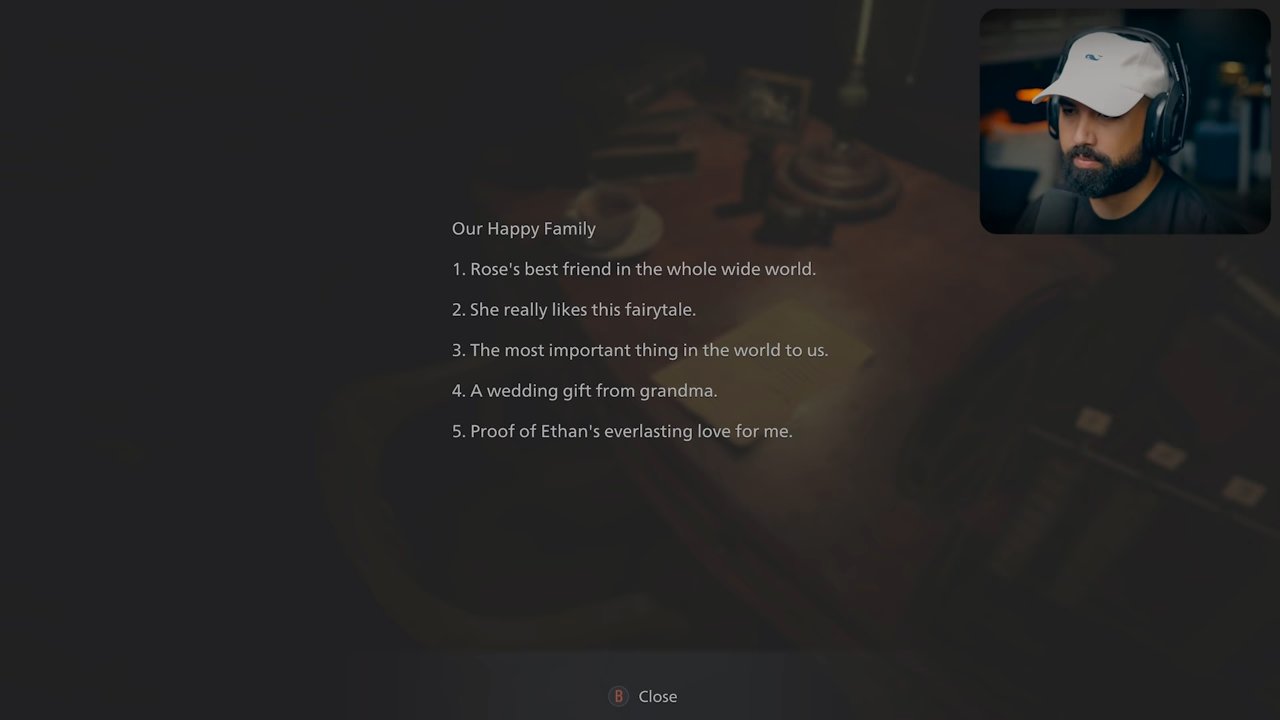 Our Happy Family
1. Rose's best friend in the whole wide world.
2. She really likes this fairytale.
3. The most important thing in the world to us.
4. A wedding gift from grandma.
5. Proof of Ethan's everlasting love for me.
B Close